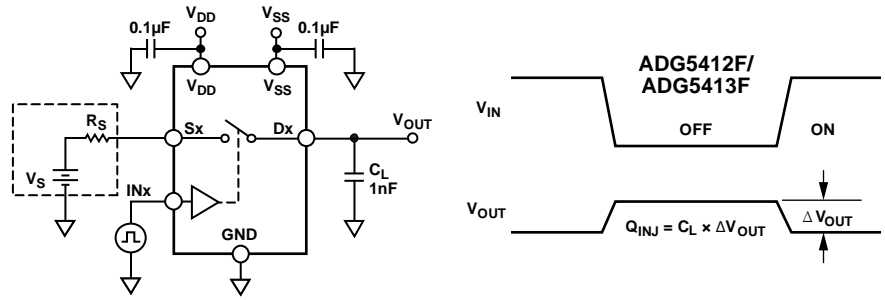 VDD
VSS
0.1µF
0.1µF
VDD
VSS
RS
Sx
Dx
VOUT
VS
INx
CL
1nF
GND
ADG5412F/
ADG5413F
VIN
OFF
ON
VOUT
QINJ = CL × ΔVOUT
ΔVOUT